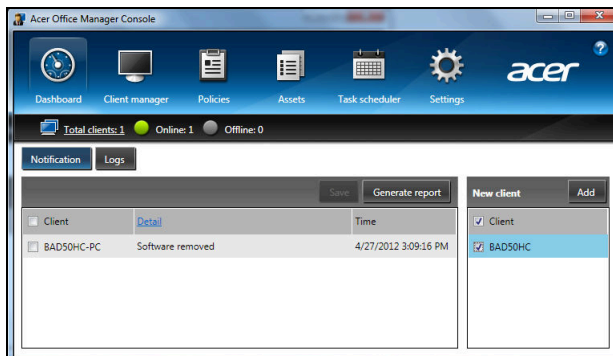 Acer Office Manager Console
acer
?
Dashboard Client manager Policies Assets Task scheduler Settings
Total clients: 1 Online: 1 Offline: 0
Notification Logs
Save Generate report New client Add
Client Detail Time Client
BAD50HC-PC Software removed 4/27/2012 3:09:16 PM BAD50HC